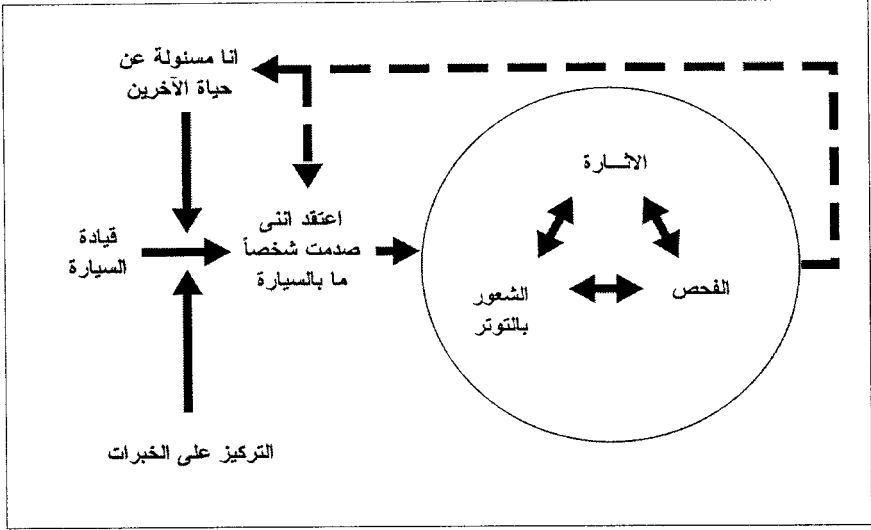 انا مسئولة عن
حياة الآخرين
الاثــارة
قيادة
السيارة
اعتقد اننى
صدمت شخصاً
ما بالسيارة
الشعور
بالتوتر
الفحص
التركيز على الخبرات